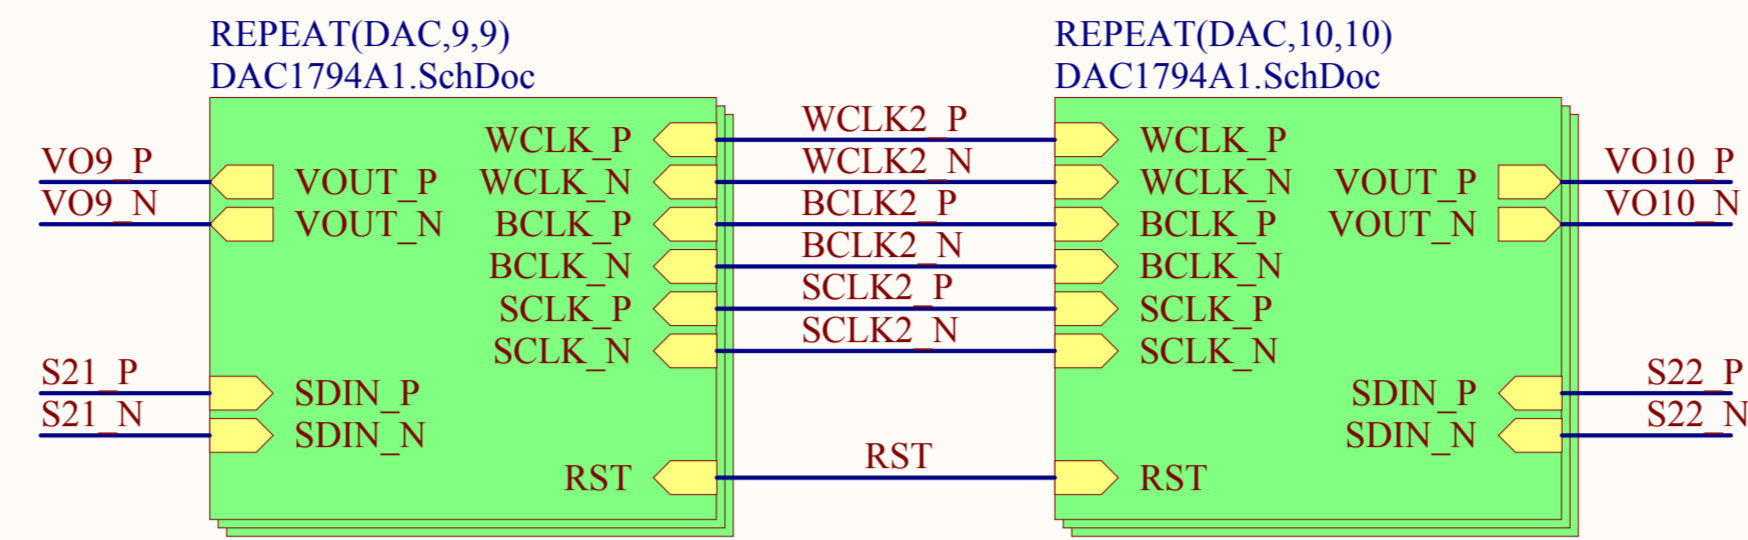 REPEAT(DAC,9,9)
DAC1794A1.SchDoc
VO9_P
VO9_N
S21_P
S21_N
VOUT_P
VOUT_N
SDIN_P
SDIN_N
WCLK_P
WCLK_N
BCLK_P
BCLK_N
SCLK_P
SCLK_N
RST
WCLK2_P
WCLK2_N
BCLK2_P
BCLK2_N
SCLK2_P
SCLK2_N
RST
REPEAT(DAC,10,10)
DAC1794A1.SchDoc
WCLK_P
WCLK_N
BCLK_P
BCLK_N
SCLK_P
SCLK_N
RST
VOUT_P
VOUT_N
SDIN_P
SDIN_N
VO10_P
VO10_N
S22_P
S22_N